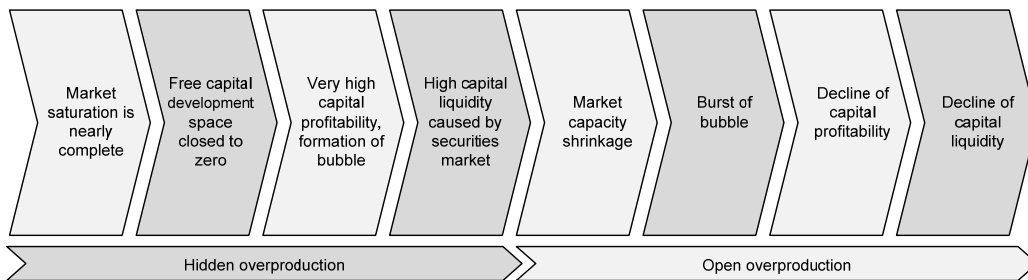 Market
saturation is
nearly
complete
Free capital
development
space
closed to
zero
Very high
capital
profitability,
formation of
bubble
High capital
liquidity
caused by
securities
market
Market
capacity
shrinkage
Burst of
bubble
Decline of
capital
profitability
Decline of
capital
liquidity
Hidden overproduction
Open overproduction